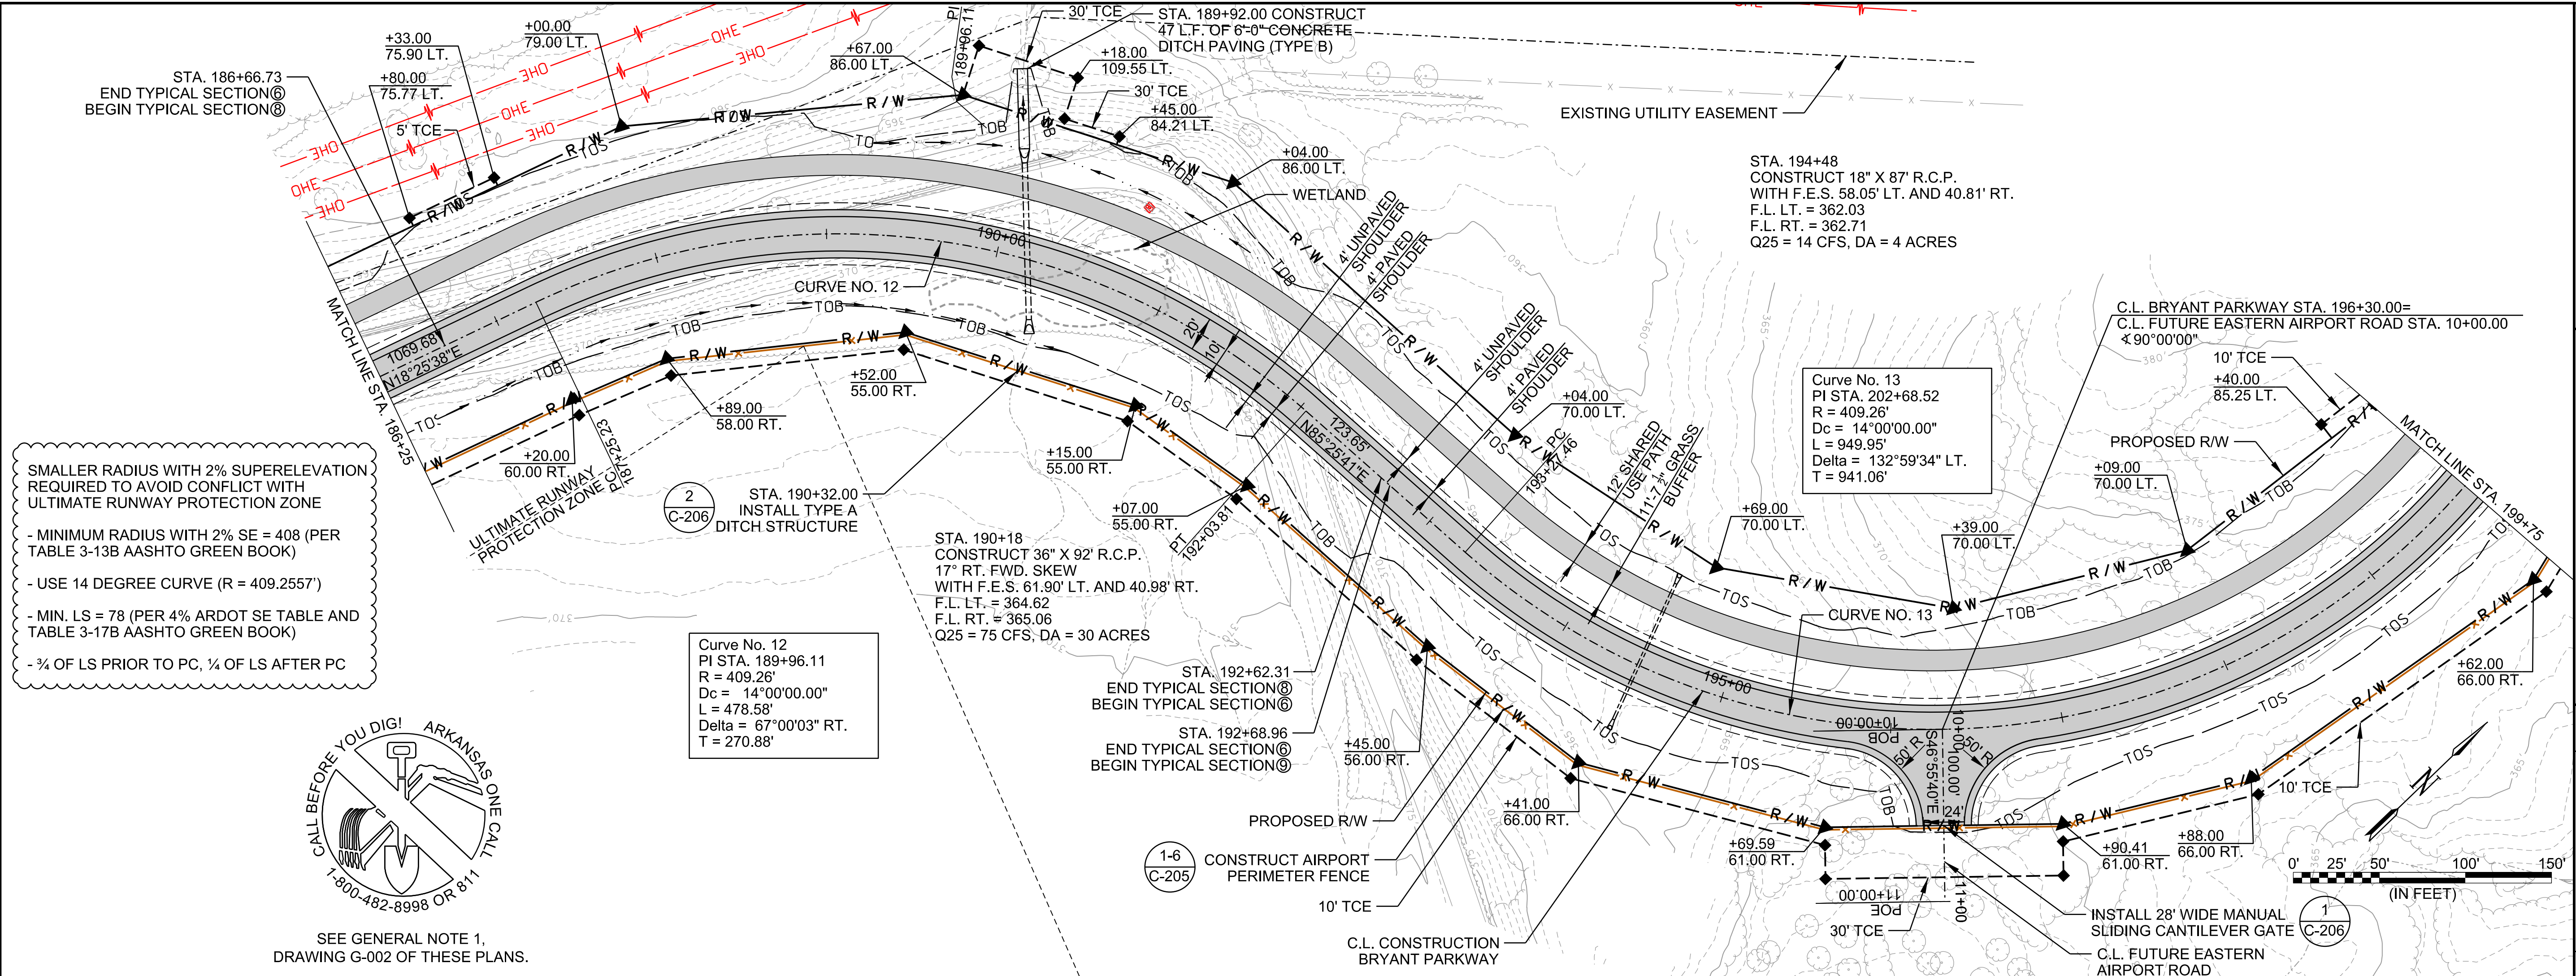 STA. 186+66.73
END TYPICAL SECTION⑥
BEGIN TYPICAL SECTION⑧
+33.00
75.90 LT.
+80.00
75.77 LT.
5' TCE
+00.00
79.00 LT.
OHE
OHE
OHE
OHE
OHE
OHE
OHE
OHE
OHE
OHE
+67.00
86.00 LT.
PI
189+96.11
30' TCE
STA. 189+92.00 CONSTRUCT
47 L.F. OF 6'-0" CONCRETE
DITCH PAVING (TYPE B)
+18.00
109.55 LT.
30' TCE
+45.00
84.21 LT.
+04.00
86.00 LT.
WETLAND
EXISTING UTILITY EASEMENT
STA. 194+48
CONSTRUCT 18" X 87' R.C.P.
WITH F.E.S. 58.05' LT. AND 40.81' RT.
F.L. LT. = 362.03
F.L. RT. = 362.71
Q25 = 14 CFS, DA = 4 ACRES
4' UNPAVED
SHOULDER
4' PAVED
SHOULDER
4' UNPAVED
SHOULDER
4' PAVED
SHOULDER
190+00
CURVE NO. 12
20'
10'
MATCH LINE STA. 186+25
1069.68'
N18°25'38"E
+20.00
60.00 RT.
PC
187+25.23
ULTIMATE RUNWAY
PROTECTION ZONE
+89.00
58.00 RT.
+52.00
55.00 RT.
2
C-206
STA. 190+32.00
INSTALL TYPE A
DITCH STRUCTURE
+15.00
55.00 RT.
+07.00
55.00 RT.
PT
192+03.81
123.65'
N85°25'41"E
PC
193+27.46
+04.00
70.00 LT.
12' SHARED
USE PATH
11'-7½" GRASS
BUFFER
+69.00
70.00 LT.
Curve No. 13
PI STA. 202+68.52
R = 409.26'
Dc = 14°00'00.00"
L = 949.95'
Delta = 132°59'34" LT.
T = 941.06'
+39.00
70.00 LT.
C.L. BRYANT PARKWAY STA. 196+30.00=
C.L. FUTURE EASTERN AIRPORT ROAD STA. 10+00.00
∢90°00'00"
10' TCE
+40.00
85.25 LT.
PROPOSED R/W
+09.00
70.00 LT.
MATCH LINE STA. 199+75
SMALLER RADIUS WITH 2% SUPERELEVATION
REQUIRED TO AVOID CONFLICT WITH
ULTIMATE RUNWAY PROTECTION ZONE
- MINIMUM RADIUS WITH 2% SE = 408 (PER
TABLE 3-13B AASHTO GREEN BOOK)
- USE 14 DEGREE CURVE (R = 409.2557')
- MIN. LS = 78 (PER 4% ARDOT SE TABLE AND
TABLE 3-17B AASHTO GREEN BOOK)
- ¾ OF LS PRIOR TO PC, ¼ OF LS AFTER PC
STA. 190+18
CONSTRUCT 36" X 92' R.C.P.
17° RT. FWD. SKEW
WITH F.E.S. 61.90' LT. AND 40.98' RT.
F.L. LT. = 364.62
F.L. RT. = 365.06
Q25 = 75 CFS, DA = 30 ACRES
Curve No. 12
PI STA. 189+96.11
R = 409.26'
Dc = 14°00'00.00"
L = 478.58'
Delta = 67°00'03" RT.
T = 270.88'
STA. 192+62.31
END TYPICAL SECTION⑧
BEGIN TYPICAL SECTION⑥
STA. 192+68.96
END TYPICAL SECTION⑥
BEGIN TYPICAL SECTION⑨
+45.00
56.00 RT.
PROPOSED R/W
1-6
C-205
CONSTRUCT AIRPORT
PERIMETER FENCE
10' TCE
C.L. CONSTRUCTION
BRYANT PARKWAY
+41.00
66.00 RT.
195+00
CURVE NO. 13
10+00.00
POB
10+00
100.00'
S46°55'40"E
50' R
50' R
24'
+69.59
61.00 RT.
+90.41
61.00 RT.
+88.00
66.00 RT.
+62.00
66.00 RT.
10' TCE
11+00.00
POE
11+00
30' TCE
INSTALL 28' WIDE MANUAL
SLIDING CANTILEVER GATE
1
C-206
C.L. FUTURE EASTERN
AIRPORT ROAD
N
0' 25' 50' 100' 150'
(IN FEET)
CALL BEFORE YOU DIG!
ARKANSAS ONE CALL
1-800-482-8998 OR 811
SEE GENERAL NOTE 1,
DRAWING G-002 OF THESE PLANS.